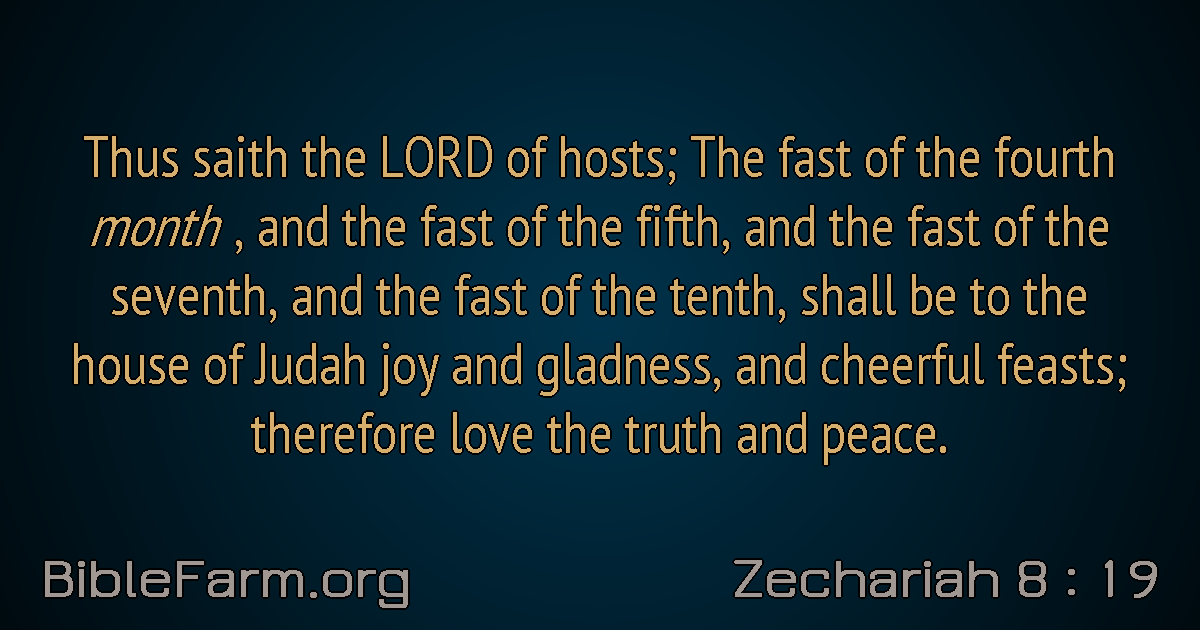 Thus saith the LORD of hosts; The fast of the fourth
month , and the fast of the fifth, and the fast of the
seventh, and the fast of the tenth, shall be to the
house of Judah joy and gladness, and cheerful feasts;
therefore love the truth and peace.
BibleFarm.org
Zechariah 8 : 19